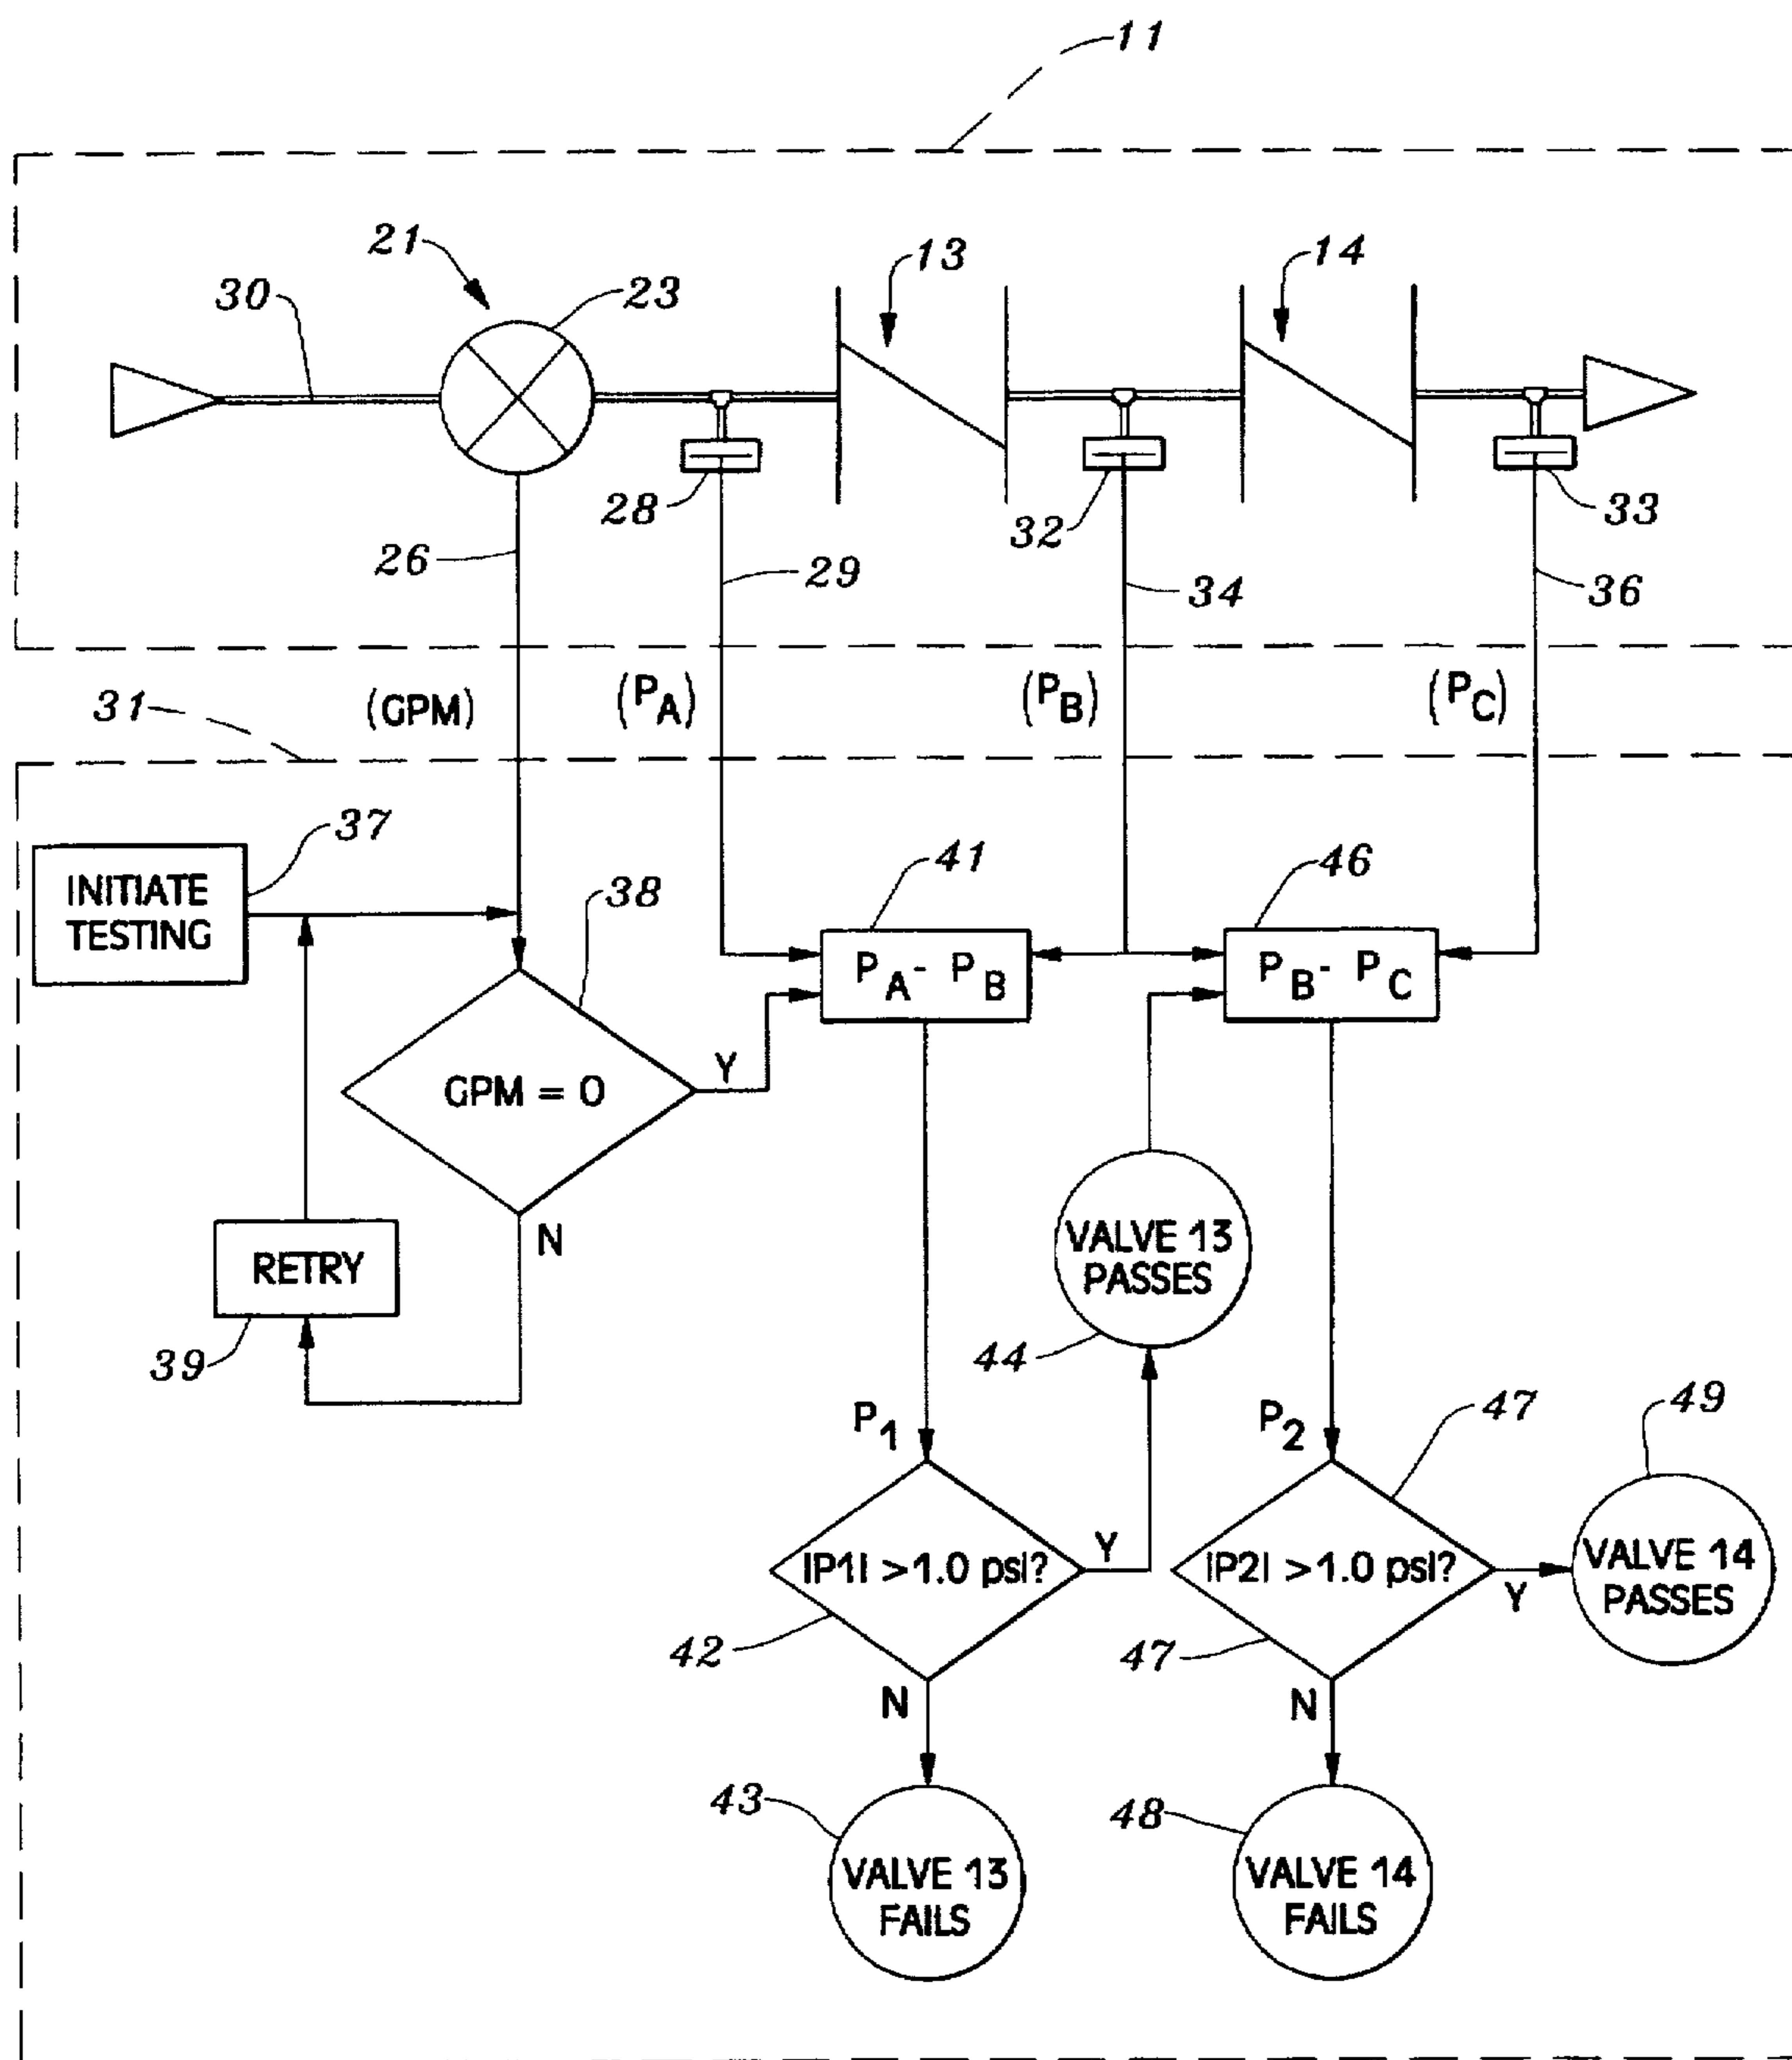 11
21
23
13
14
30
28
32
33
26
29
34
36
31
(GPM)
(PA)
(PB)
(PC)
37
INITIATE
TESTING
38
41
46
PA - PB
PB - PC
GPM = 0
Y
N
RETRY
39
VALVE 13
PASSES
44
P1
P2
47
49
|P1| >1.0 psi?
Y
|P2| >1.0 psi?
Y
VALVE 14
PASSES
42
47
N
N
43
48
VALVE 13
FAILS
VALVE 14
FAILS